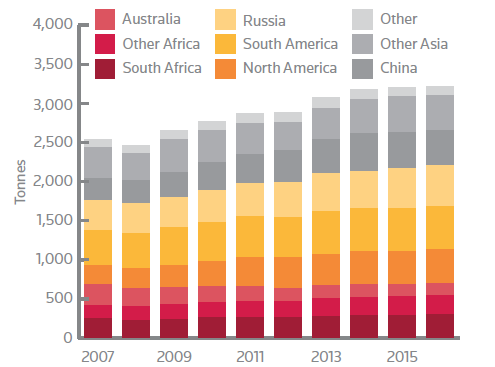 4,000
3,500
3,000
2,500
2,000
1,500
1,000
500
0
Tonnes
Australia
Russia
Other
Other Africa
South America
Other Asia
South Africa
North America
China
2007
2009
2011
2013
2015